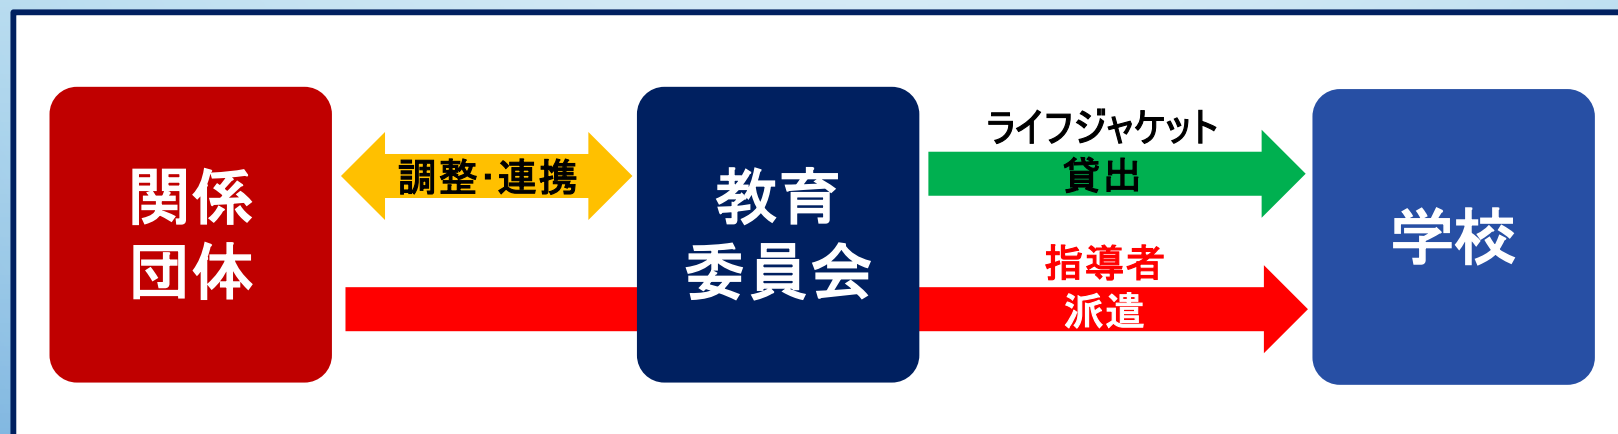 関係
団体
調整・連携
教育
委員会
ライフジャケット
貸出
指導者
派遣
学校